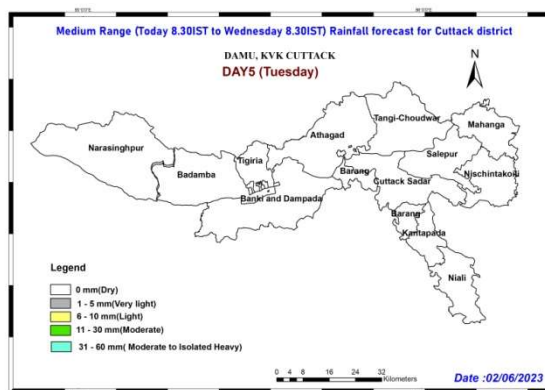 Medium Range (Today 8.30IST to Wednesday 8.30IST) Rainfall forecast for Cuttack district
DAMU, KVK CUTTACK
DAY5 (Tuesday)
N
Tangi-Choudwar
Mahanga
Athagad
Narasinghpur
Salepur
Tigiria
Badamba
Barang
Nischintakoili
Cuttack Sadar
Banki and Dampada
Barang
Kantapada
Niali
Legend
0 mm(Dry)
1 - 5 mm(Very light)
6 - 10 mm(Light)
11 - 30 mm(Moderate)
31 - 60 mm( Moderate to Isolated Heavy)
0 4 8 16 24 32
Kilometers
Date :02/06/2023